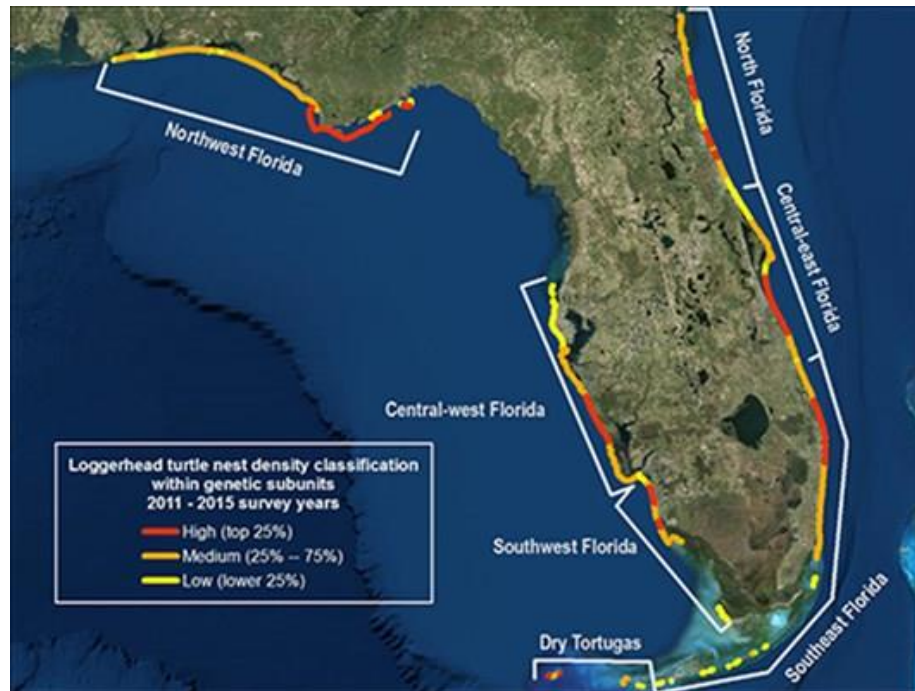 Northwest Florida
North Florida
Central-east Florida
Central-west Florida
Loggerhead turtle nest density classification
within genetic subunits
2011 - 2015 survey years
High (top 25%)
Medium (25% -- 75%)
Low (lower 25%)
Southwest Florida
Dry Tortugas
Southeast Florida